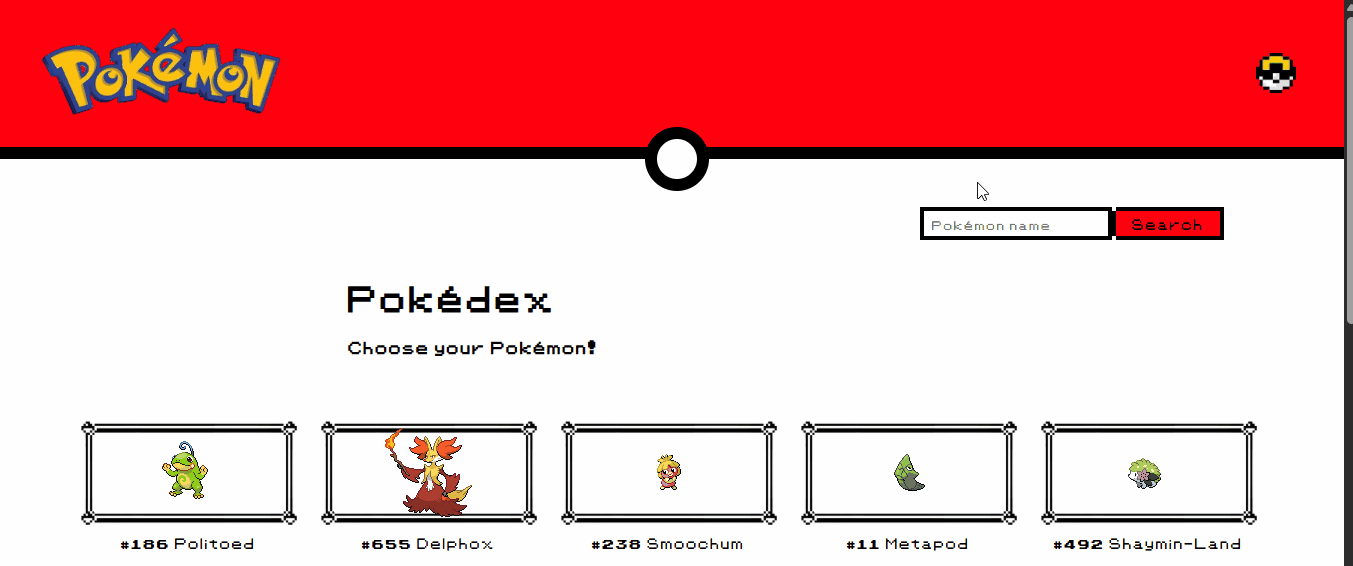 Pokémon
Pokémon name
Search
Pokédex
Choose your Pokémon!
#186 Politoed
#655 Delphox
#238 Smoochum
#11 Metapod
#492 Shaymin-Land